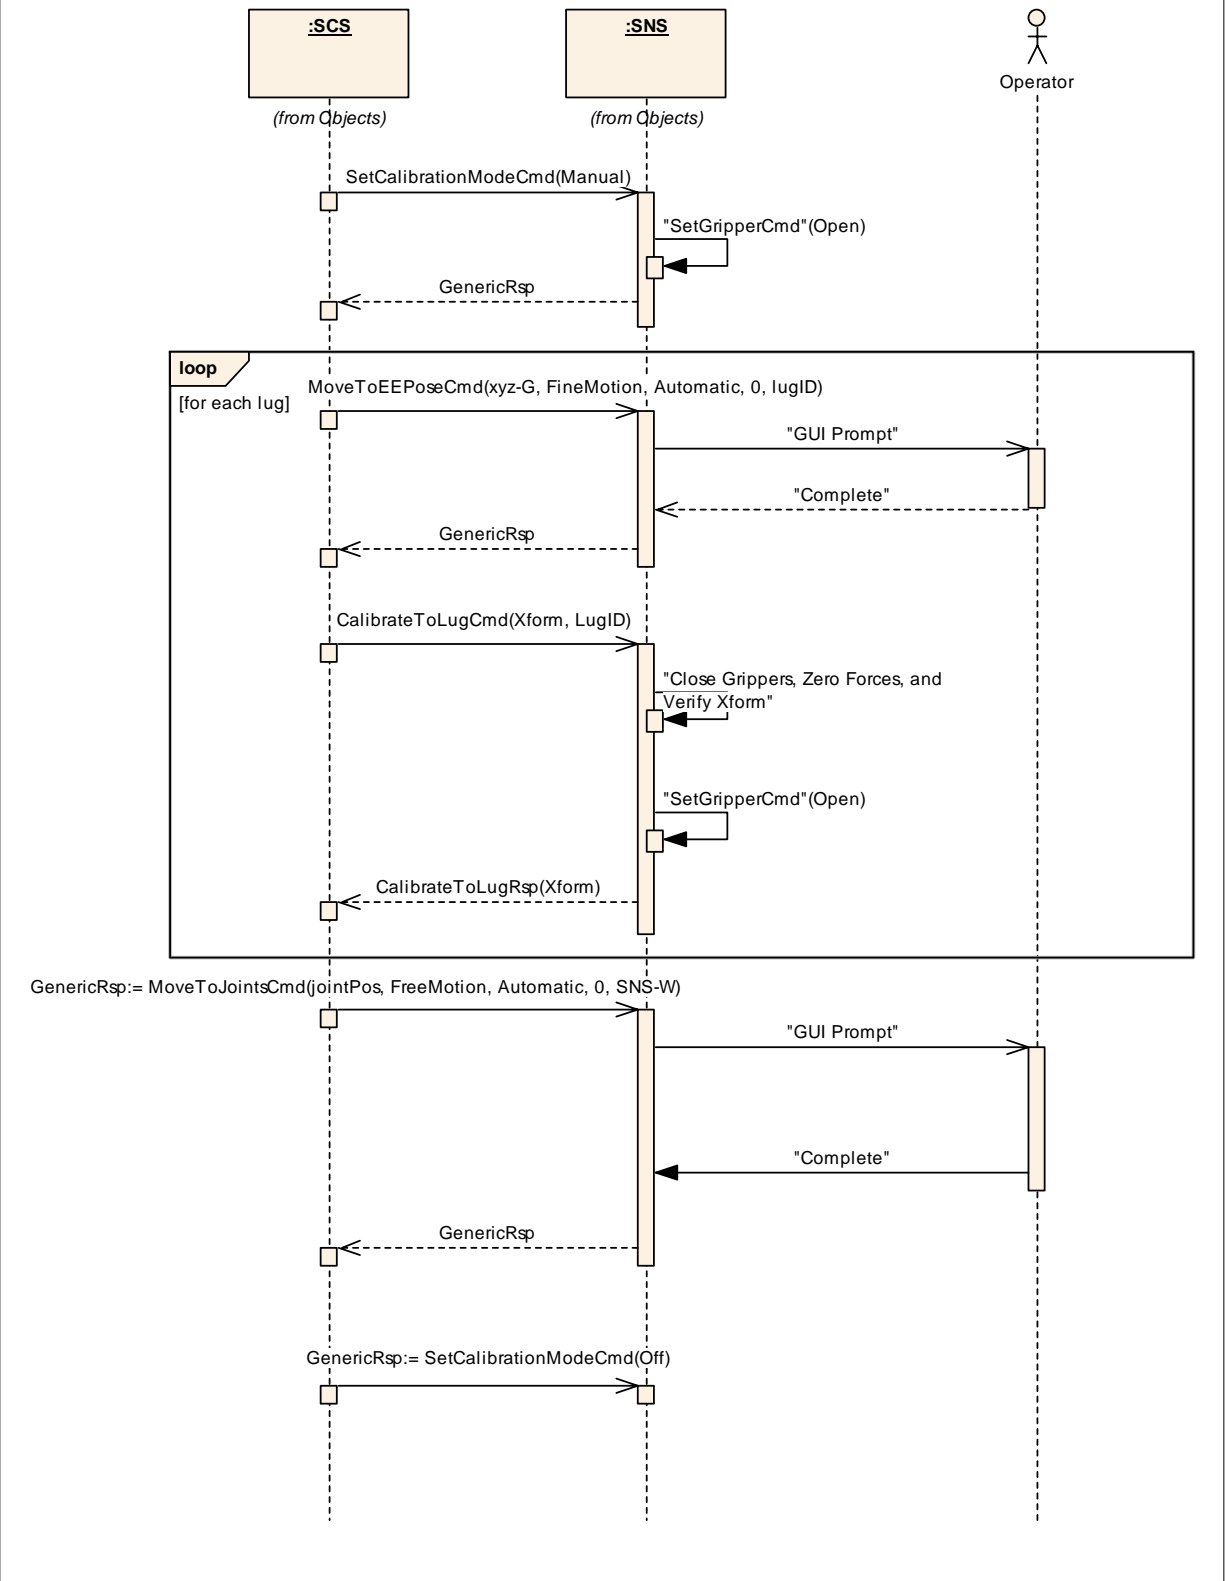 :SCS
:SNS
Operator
(from Objects)
(from Objects)
SetCalibrationModeCmd(Manual)
"SetGripperCmd"(Open)
GenericRsp
loop
MoveToEEPoseCmd(xyz-G, FineMotion, Automatic, 0, lugID)
[for each lug]
"GUI Prompt"
"Complete"
GenericRsp
CalibrateToLugCmd(Xform, LugID)
"Close Grippers, Zero Forces, and
Verify Xform"
"SetGripperCmd"(Open)
CalibrateToLugRsp(Xform)
GenericRsp:= MoveToJointsCmd(jointPos, FreeMotion, Automatic, 0, SNS-W)
"GUI Prompt"
"Complete"
GenericRsp
GenericRsp:= SetCalibrationModeCmd(Off)